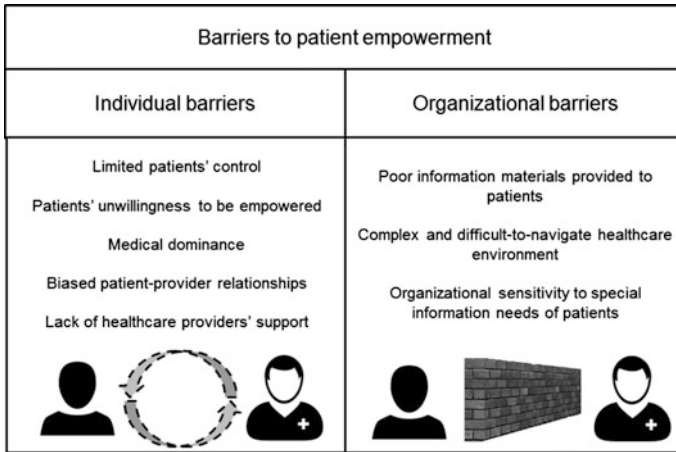 Barriers to patient empowerment
Individual barriers
Organizational barriers
Limited patients' control
Patients' unwillingness to be empowered
Medical dominance
Biased patient-provider relationships
Lack of healthcare providers' support
Poor information materials provided to
patients
Complex and difficult-to-navigate healthcare
environment
Organizational sensitivity to special
information needs of patients